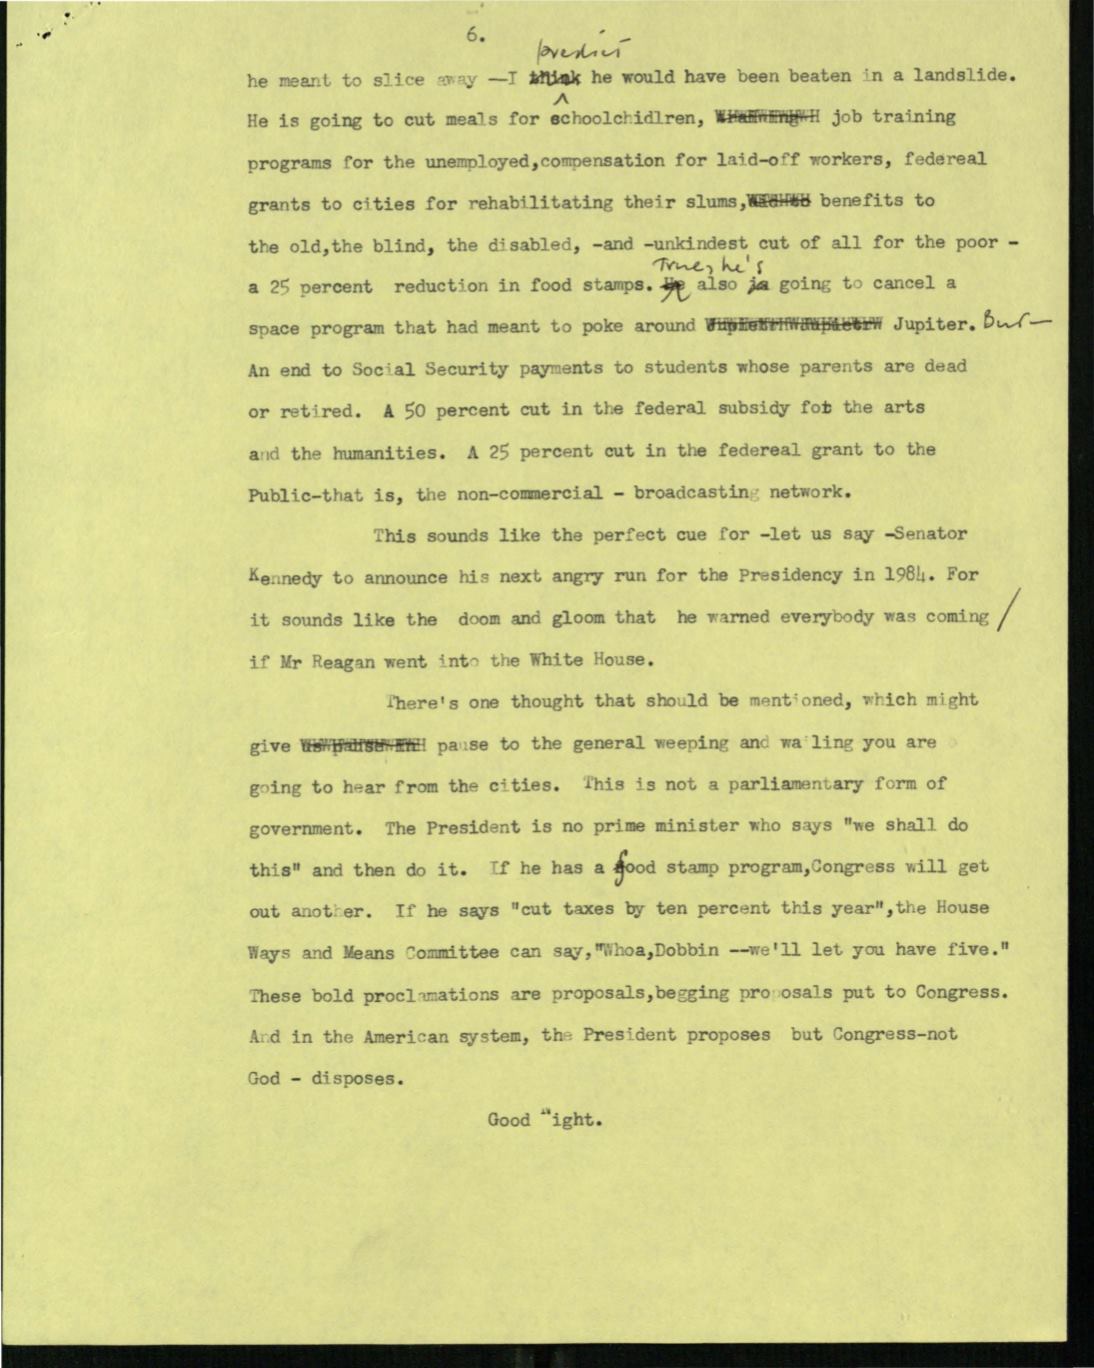 6.
predict
he meant to slice away —I think he would have been beaten in a landslide.
He is going to cut meals for schoolchidlren, job training
programs for the unemployed,compensation for laid-off workers, federeal
grants to cities for rehabilitating their slums, benefits to
the old,the blind, the disabled, -and -unkindest cut of all for the poor -
True, he's
a 25 percent reduction in food stamps. He also is going to cancel a
space program that had meant to poke around Jupiter. But—
An end to Social Security payments to students whose parents are dead
or retired. A 50 percent cut in the federal subsidy for the arts
and the humanities. A 25 percent cut in the federeal grant to the
Public-that is, the non-commercial - broadcasting network.
This sounds like the perfect cue for -let us say -Senator
Kennedy to announce his next angry run for the Presidency in 1984. For
it sounds like the doom and gloom that he warned everybody was coming /
if Mr Reagan went into the White House.
There's one thought that should be mentioned, which might
give pause to the general weeping and wailing you are
going to hear from the cities. This is not a parliamentary form of
government. The President is no prime minister who says "we shall do
this" and then do it. If he has a food stamp program,Congress will get
out another. If he says "cut taxes by ten percent this year",the House
Ways and Means Committee can say,"Whoa,Dobbin --we'll let you have five."
These bold proclamations are proposals,begging proposals put to Congress.
And in the American system, the President proposes but Congress-not
God - disposes.
Good Night.